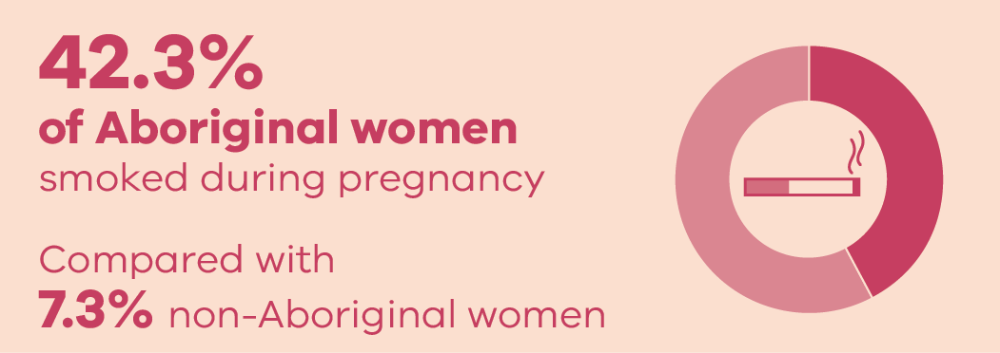 42.3%
of Aboriginal women
smoked during pregnancy
Compared with
7.3% non-Aboriginal women